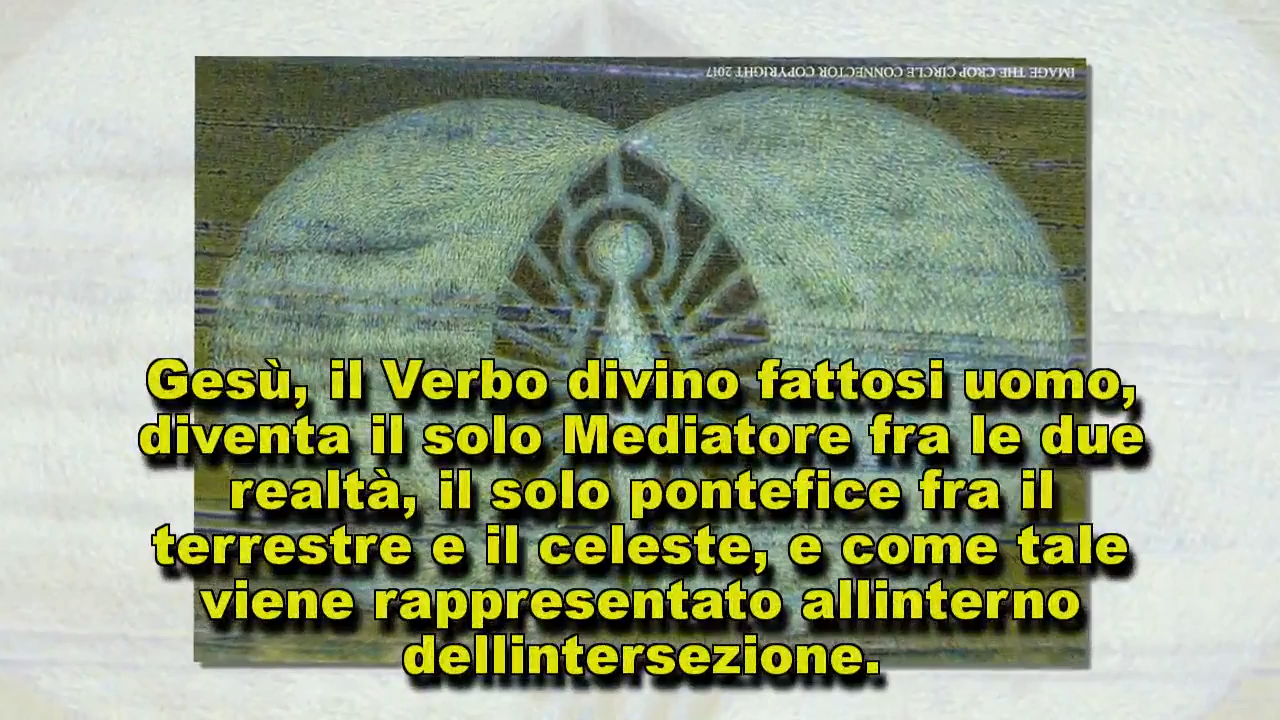 IMAGE THE CROP CIRCLE CONNECTOR COPYRIGHT 2017
Gesù, il Verbo divino fattosi uomo,
diventa il solo Mediatore fra le due
realtà, il solo pontefice fra il
terrestre e il celeste, e come tale
viene rappresentato allinterno
dellintersezione.